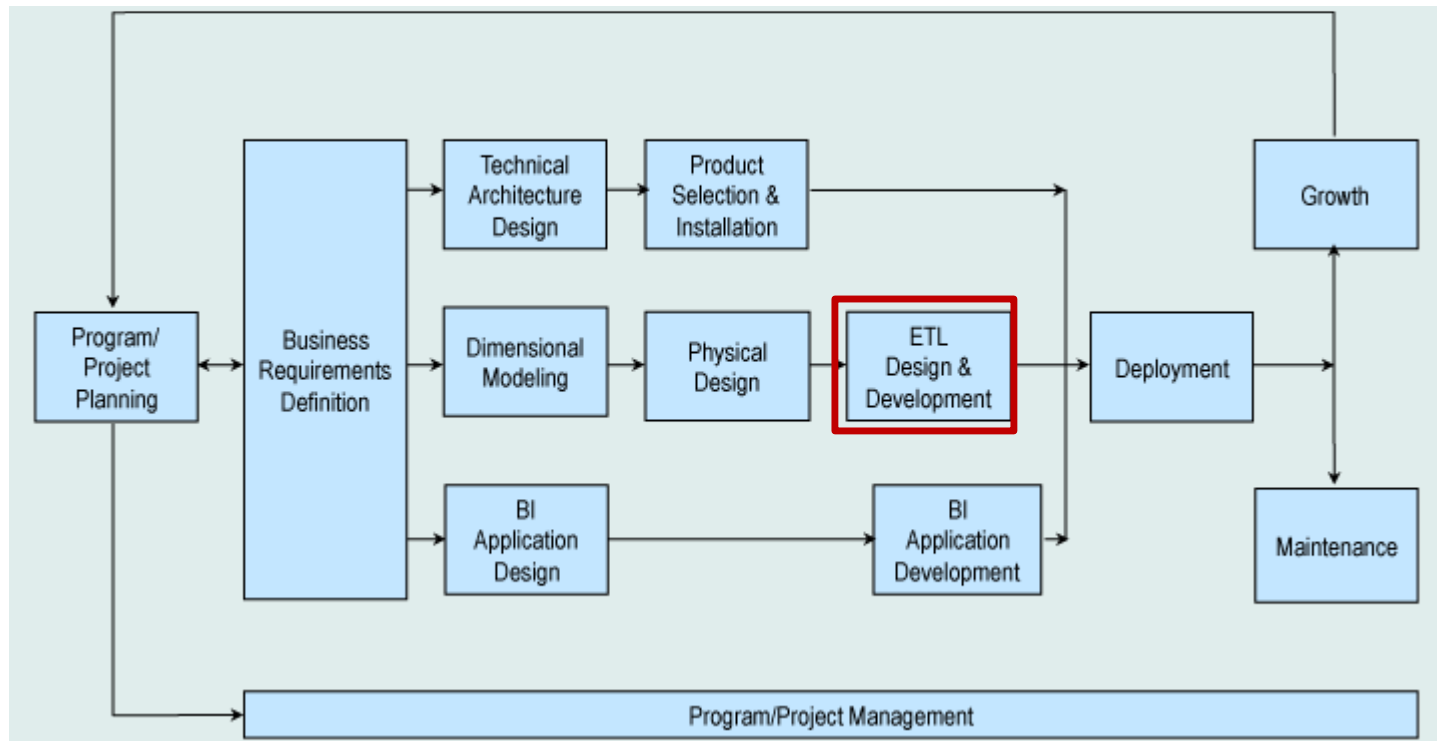 Technical
Architecture
Design
Product
Selection &
Installation
Growth
Program/
Project
Planning
Business
Requirements
Definition
Dimensional
Modeling
Physical
Design
ETL
Design &
Development
Deployment
BI
Application
Design
BI
Application
Development
Maintenance
Program/Project Management